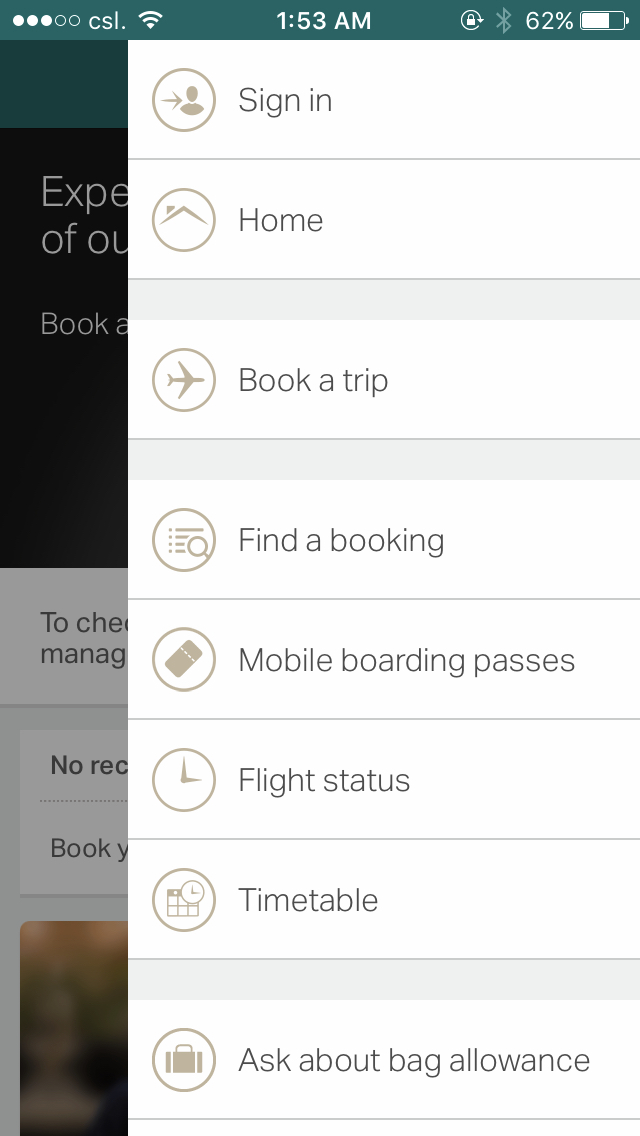 csl. 1:53 AM 62%
Sign in
Home
Book a trip
Find a booking
Mobile boarding passes
Flight status
Timetable
Ask about bag allowance
Expe
of ou
Book a
To chec
manag
No rec
Book y